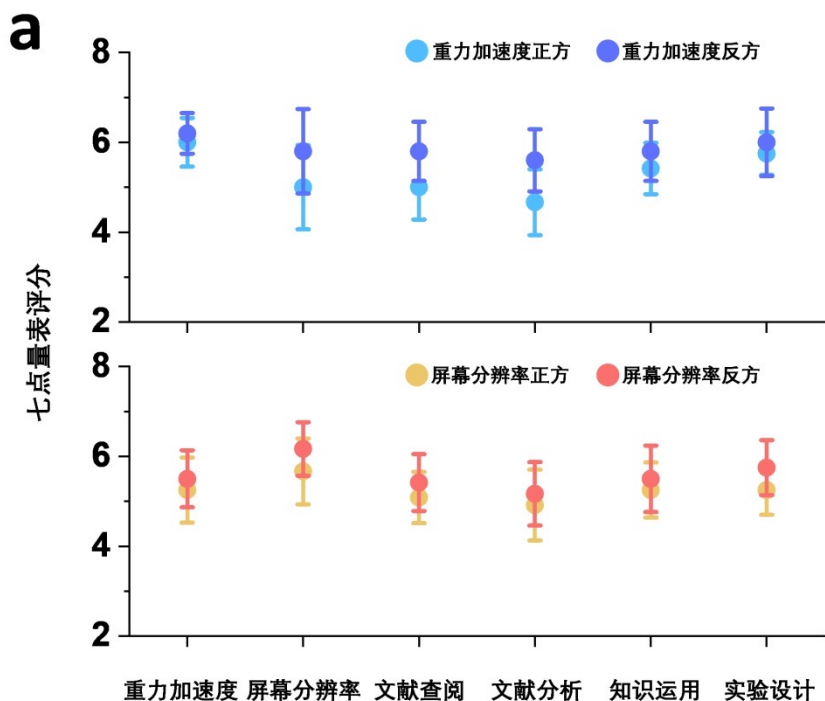 a
重力加速度正方 重力加速度反方
8
6
4
2
七点量表评分
屏幕分辨率正方 屏幕分辨率反方
8
6
4
2
重力加速度 屏幕分辨率 文献查阅 文献分析 知识运用 实验设计